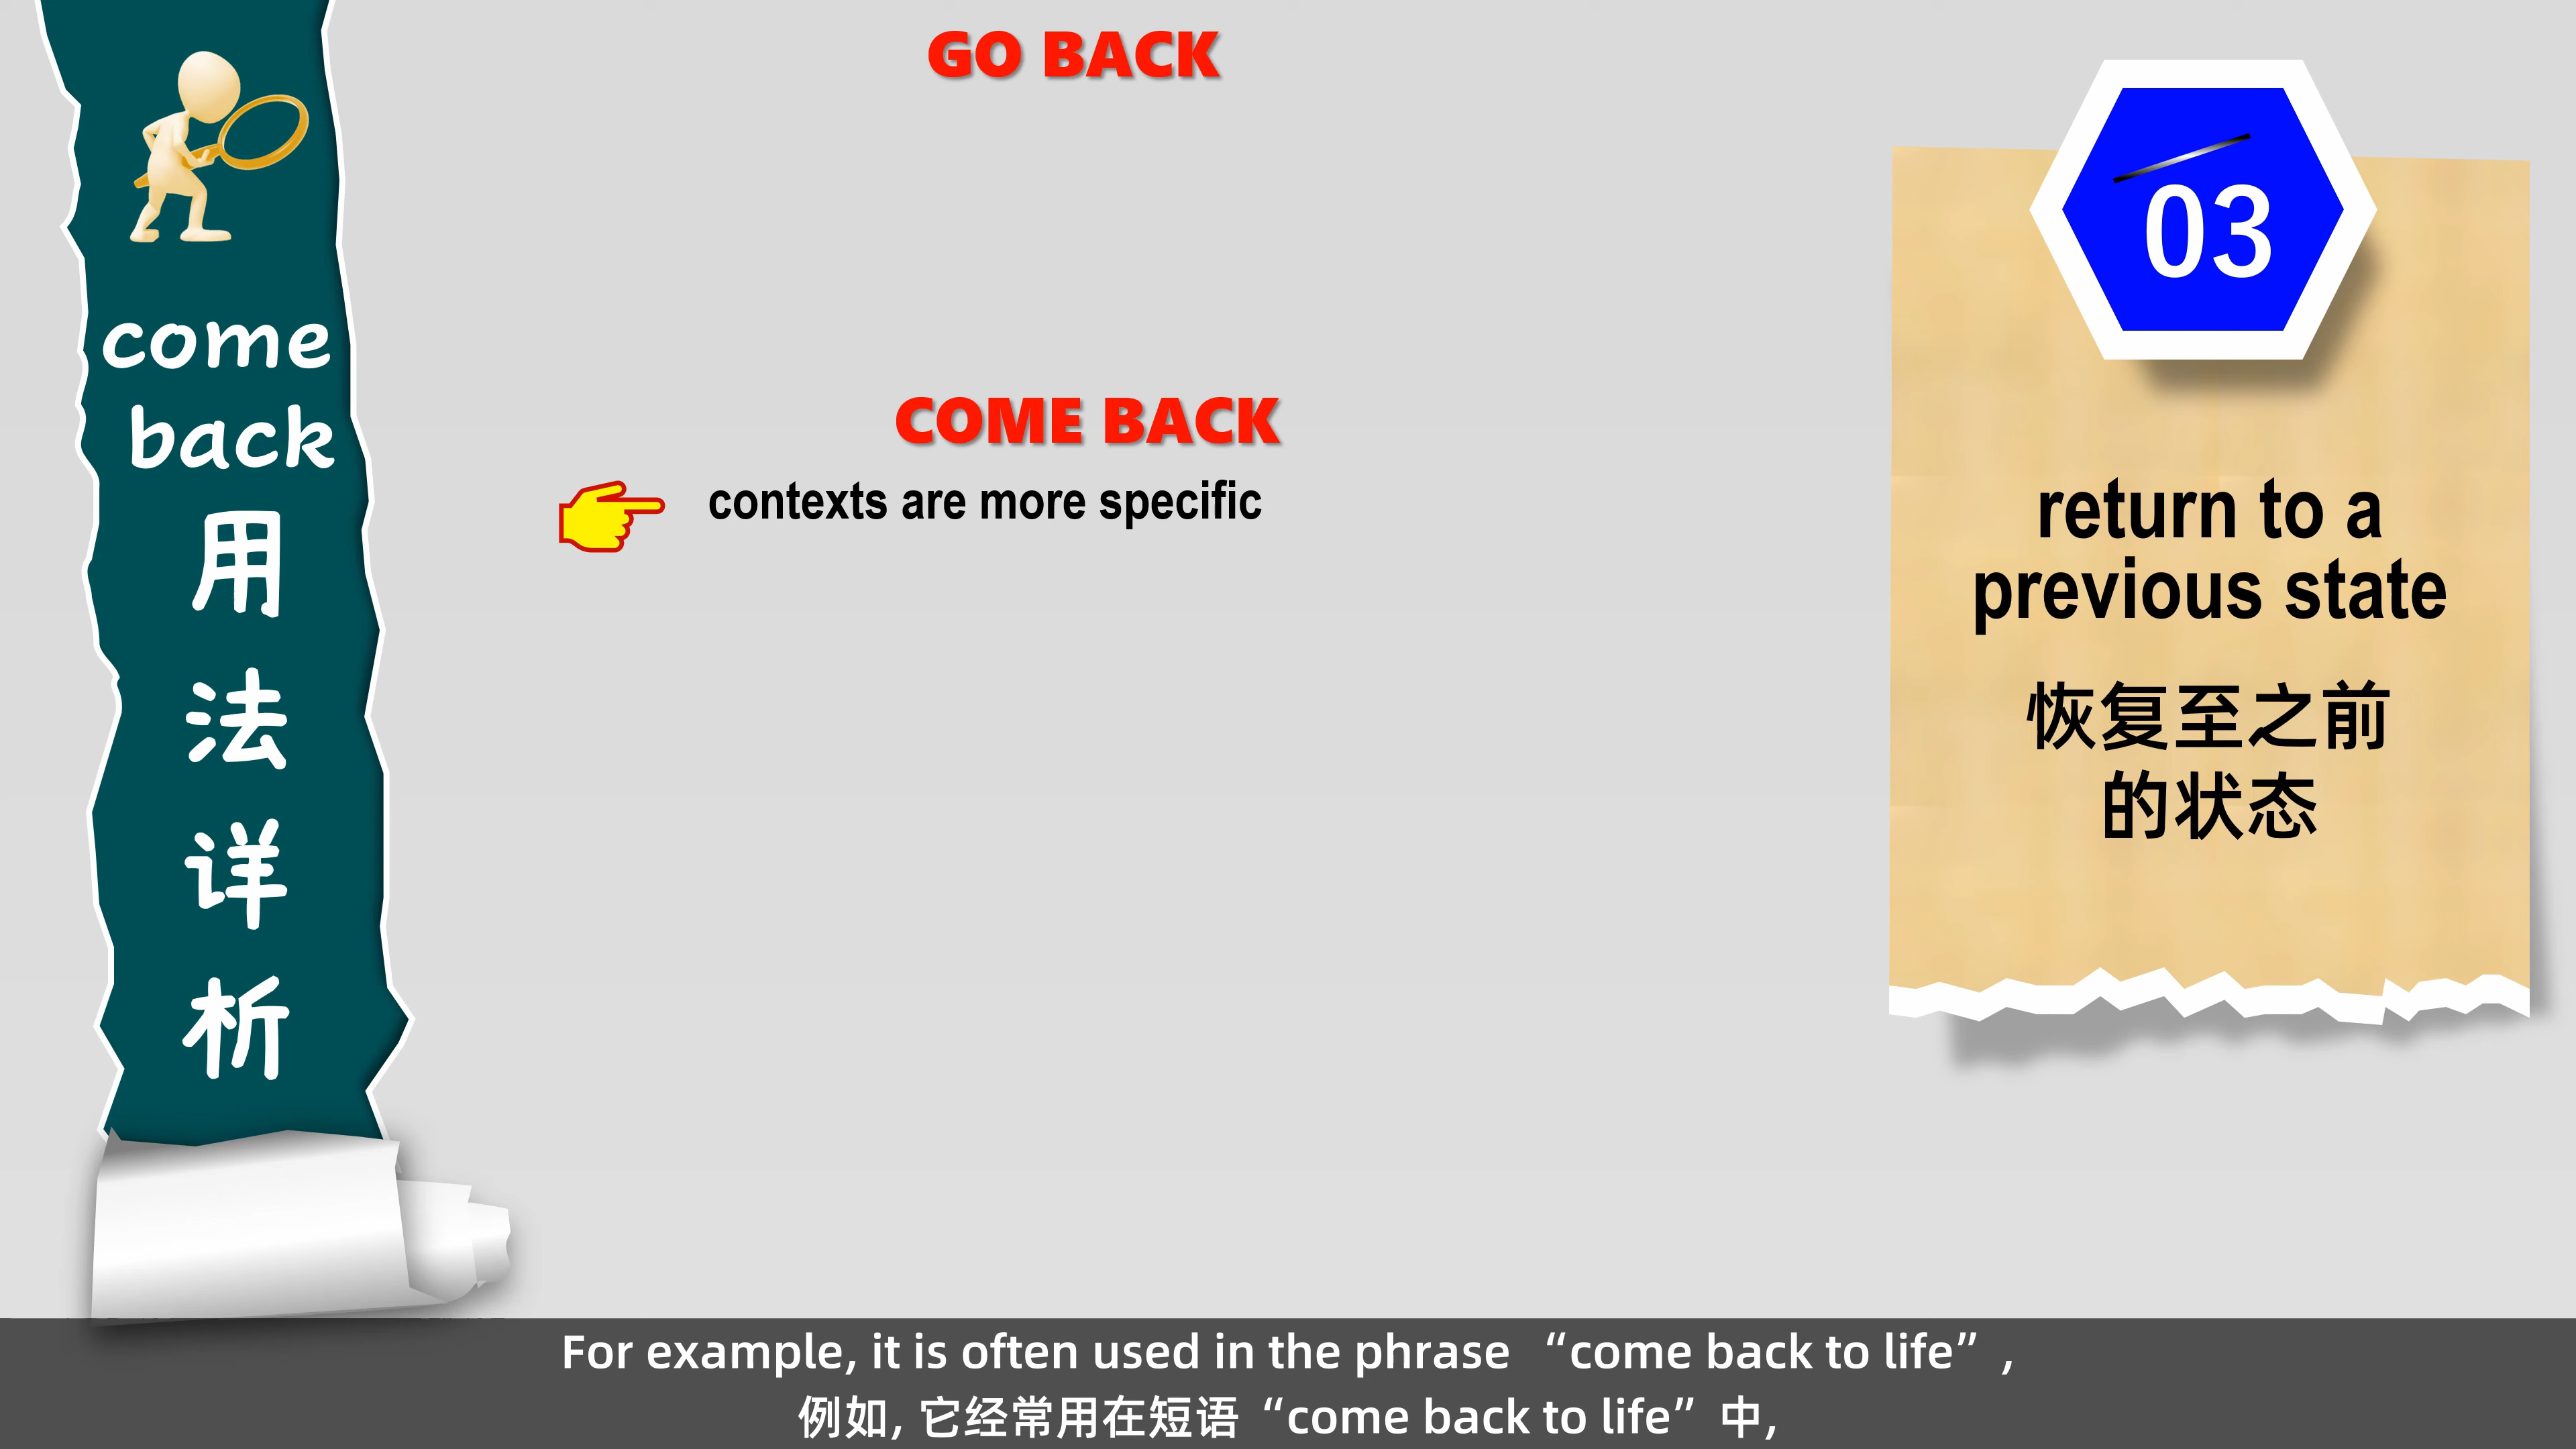 come
back
用
法
详
析
GO BACK
COME BACK
contexts are more specific
03
return to a
previous state
恢复至之前
的状态
For example, it is often used in the phrase “come back to life”,
例如, 它经常用在短语“come back to life”中,